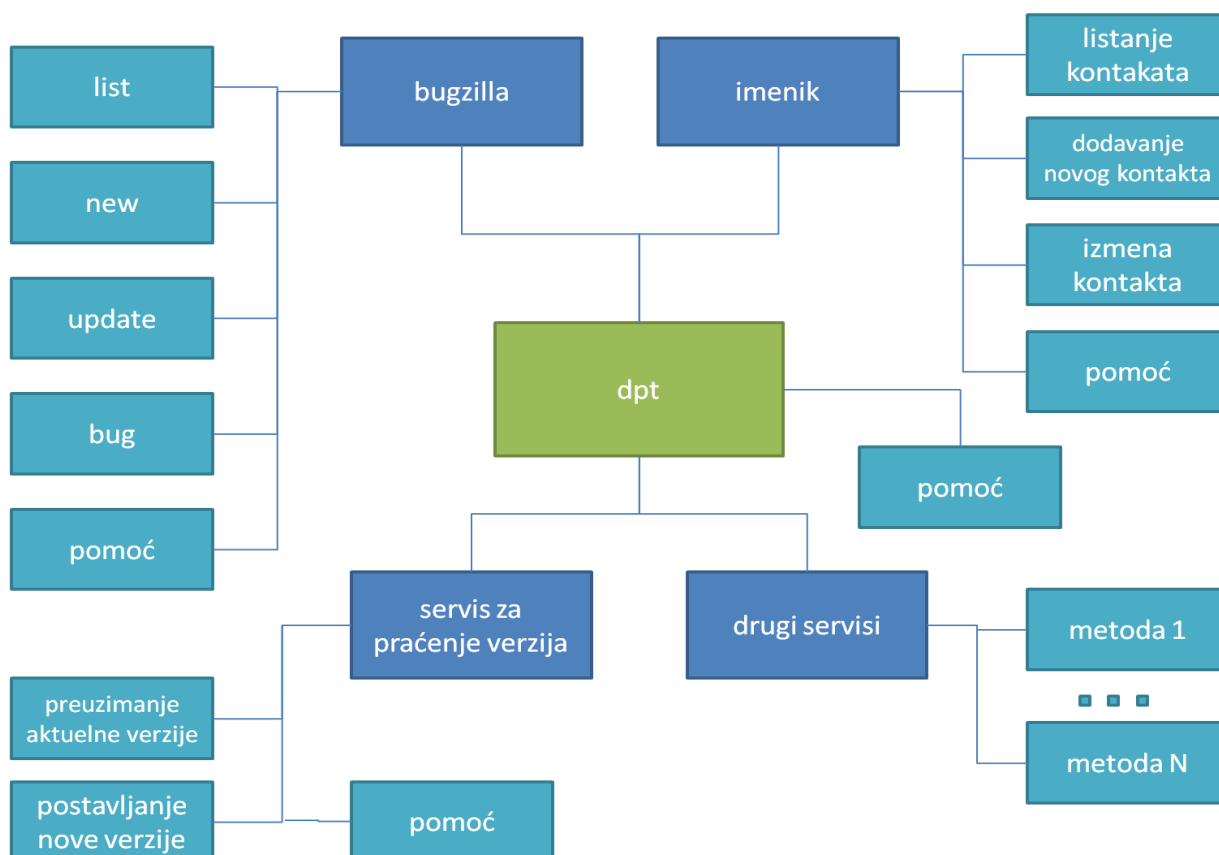 list
bugzilla
imenik
listanje
kontakata
new
dodavanje
novog kontakta
update
izmena
kontakta
dpt
pomoć
bug
pomoć
pomoć
servis za
praćenje verzija
drugi servisi
metoda 1
preuzimanje
aktuelne verzije
metoda N
postavljanje
nove verzije
pomoć